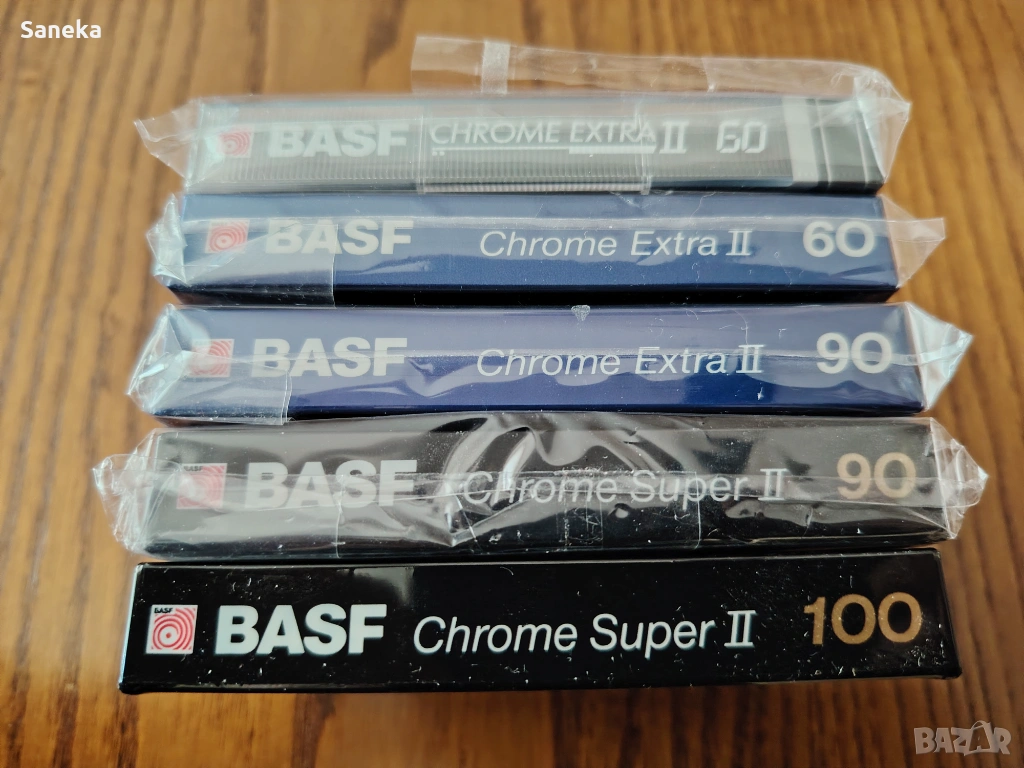 Saneka
BASF CHROME EXTRA II 60
BASF Chrome Extra II 60
BASF Chrome Extra II 90
BASF BASF Chrome Super II 90
BASF BASF Chrome Super II 100
BAZAR